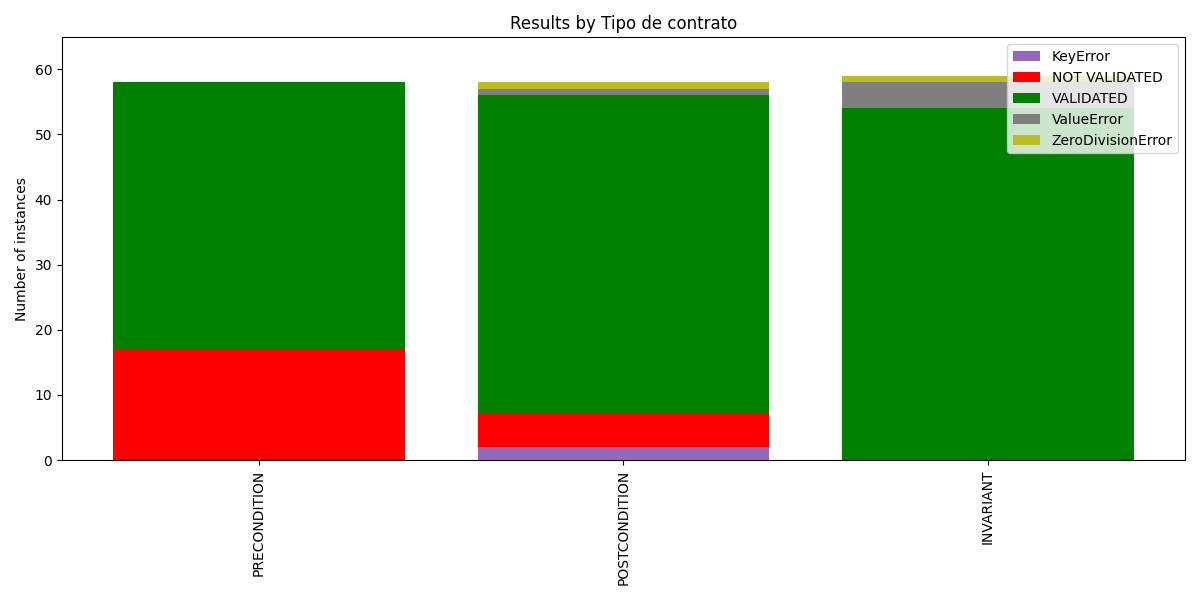 Results by Tipo de contrato
Number of instances
60
50
40
30
20
10
0
KeyError
NOT VALIDATED
VALIDATED
ValueError
ZeroDivisionError
PRECONDITION
POSTCONDITION
INVARIANT